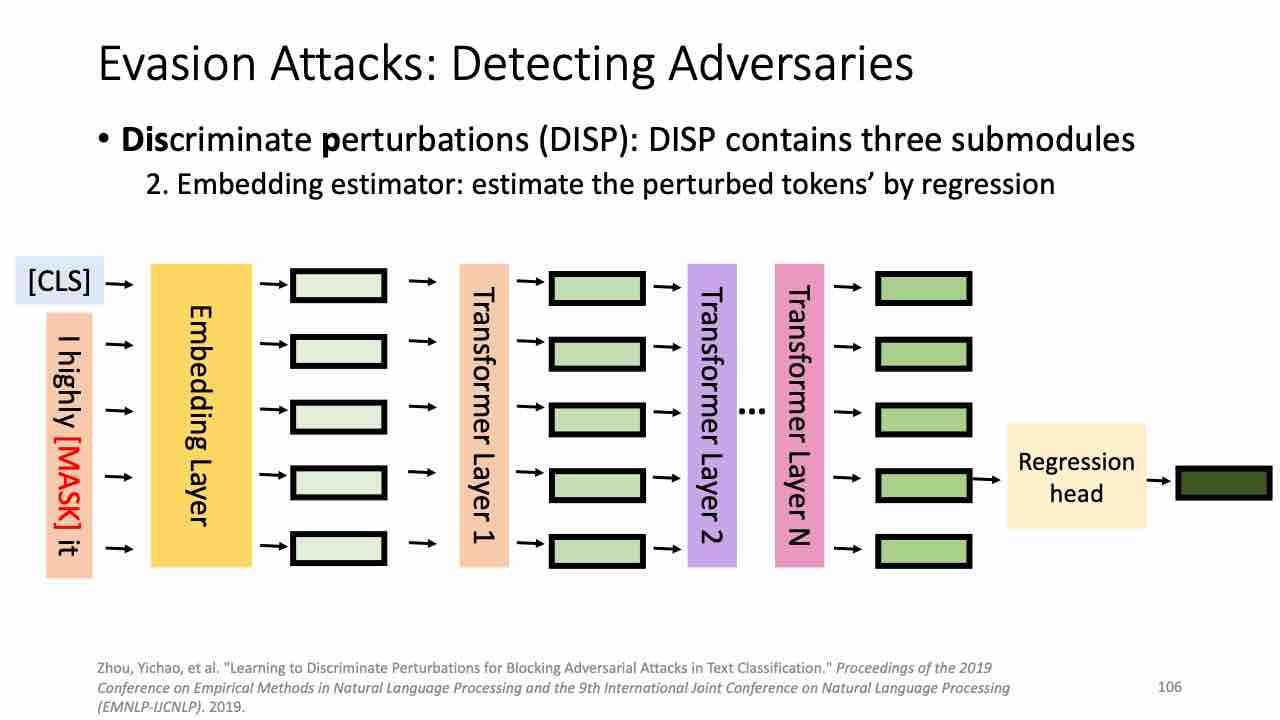 Evasion Attacks: Detecting Adversaries
• Discriminate perturbations (DISP): DISP contains three submodules
2. Embedding estimator: estimate the perturbed tokens’ by regression
[CLS]
I highly [MASK] it
Embedding Layer
Transformer Layer 1
Transformer Layer 2
...
Transformer Layer N
Regression
head
Zhou, Yichao, et al. "Learning to Discriminate Perturbations for Blocking Adversarial Attacks in Text Classification." Proceedings of the 2019
Conference on Empirical Methods in Natural Language Processing and the 9th International Joint Conference on Natural Language Processing
(EMNLP-IJCNLP). 2019.
106